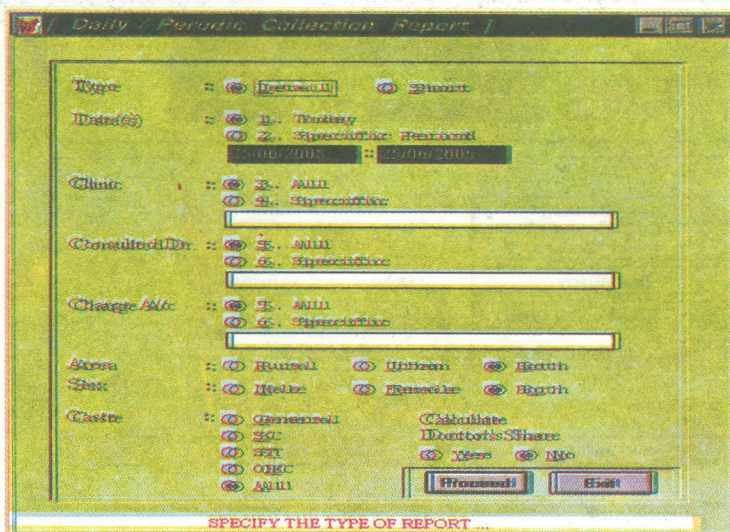 [ Daily / Periodic Collection Report ]
Type : Detail Short
Date(s) : 1. Today
2. Specific Period
25/06/2005 : 25/06/2005
Clinic : 3. All
4. Specific
Consulted Dr. : 5. All
6. Specific
Charge A/c : 5. All
6. Specific
Area : Rural Urban Both
Sex : Male Female Both
Caste : General
SC
ST
OBC
All
Calculate
Doctor's Share
Yes No
Proceed Exit
SPECIFY THE TYPE OF REPORT ...